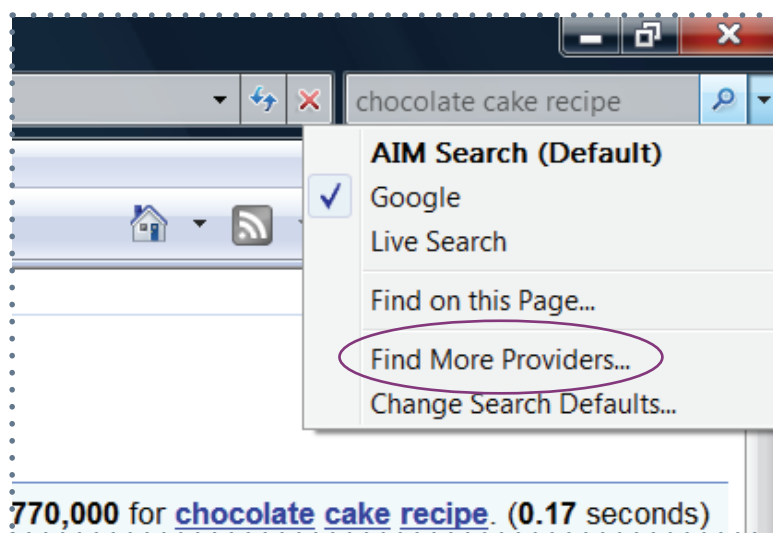 chocolate cake recipe
AIM Search (Default)
Google
Live Search
Find on this Page...
Find More Providers...
Change Search Defaults...
770,000 for chocolate cake recipe. (0.17 seconds)